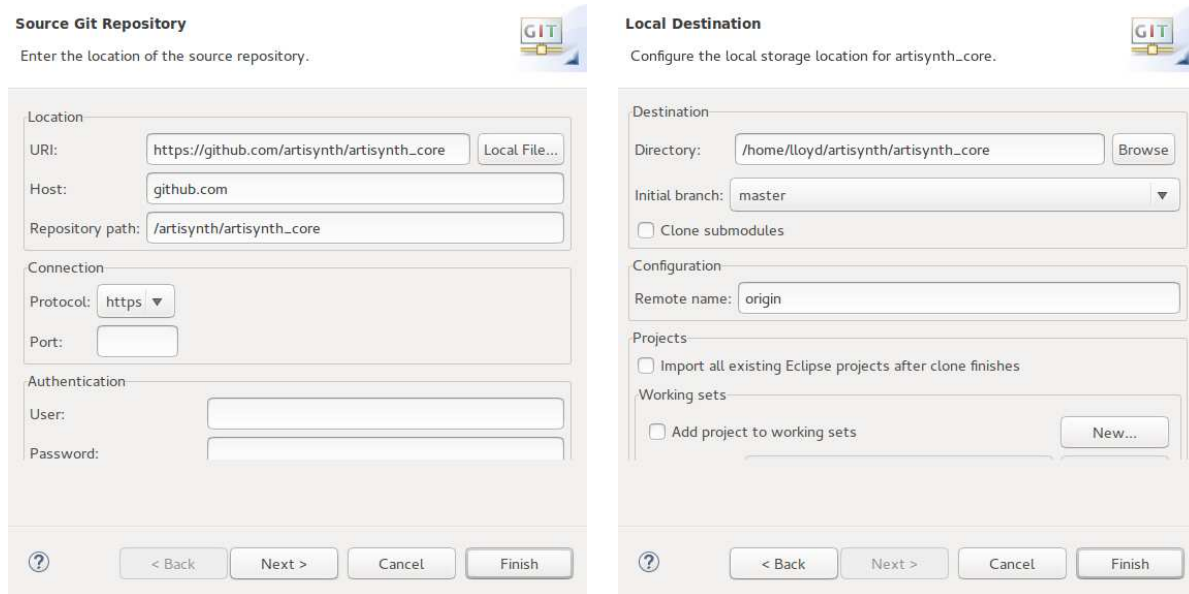 Source Git Repository
Enter the location of the source repository.
GIT
Location
URI: https://github.com/artisynth/artisynth_core Local File...
Host: github.com
Repository path: /artisynth/artisynth_core
Connection
Protocol: https
Port:
Authentication
User:
Password:
? < Back Next > Cancel Finish
Local Destination
Configure the local storage location for artisynth_core.
GIT
Destination
Directory: /home/lloyd/artisynth/artisynth_core Browse
Initial branch: master
Clone submodules
Configuration
Remote name: origin
Projects
Import all existing Eclipse projects after clone finishes
Working sets
Add project to working sets New...
? < Back Next > Cancel Finish